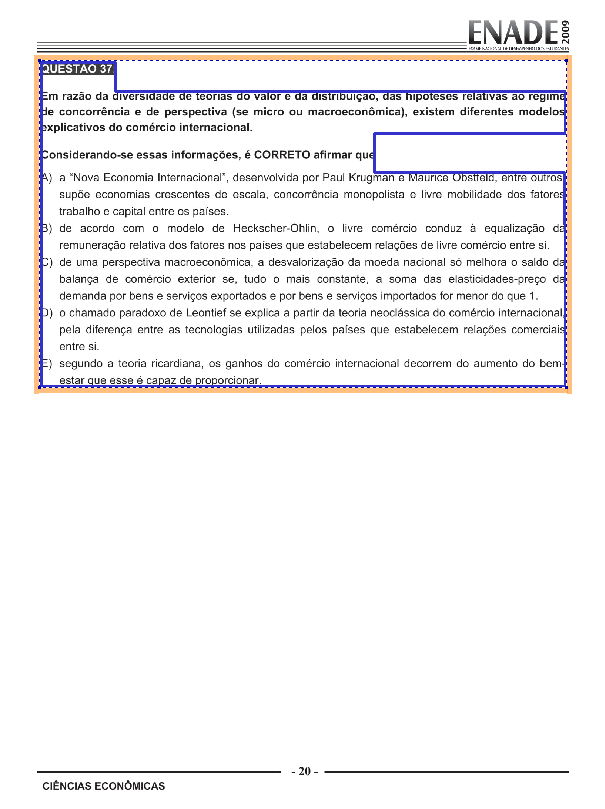 ENADE 2009
EXAME NACIONAL DE DESEMPENHO DOS ESTUDANTES
QUESTÃO 37
Em razão da diversidade de teorias do valor e da distribuição, das hipóteses relativas ao regime
de concorrência e de perspectiva (se micro ou macroeconômica), existem diferentes modelos
explicativos do comércio internacional.
Considerando-se essas informações, é CORRETO afirmar que
A) a “Nova Economia Internacional”, desenvolvida por Paul Krugman e Maurice Obstfeld, entre outros,
supõe economias crescentes de escala, concorrência monopolista e livre mobilidade dos fatores
trabalho e capital entre os países.
B) de acordo com o modelo de Heckscher-Ohlin, o livre comércio conduz à equalização da
remuneração relativa dos fatores nos países que estabelecem relações de livre comércio entre si.
C) de uma perspectiva macroeconômica, a desvalorização da moeda nacional só melhora o saldo da
balança de comércio exterior se, tudo o mais constante, a soma das elasticidades-preço da
demanda por bens e serviços exportados e por bens e serviços importados for menor do que 1.
D) o chamado paradoxo de Leontief se explica a partir da teoria neoclássica do comércio internacional,
pela diferença entre as tecnologias utilizadas pelos países que estabelecem relações comerciais
entre si.
E) segundo a teoria ricardiana, os ganhos do comércio internacional decorrem do aumento do bem-
estar que esse é capaz de proporcionar.
- 20 -
CIÊNCIAS ECONÔMICAS